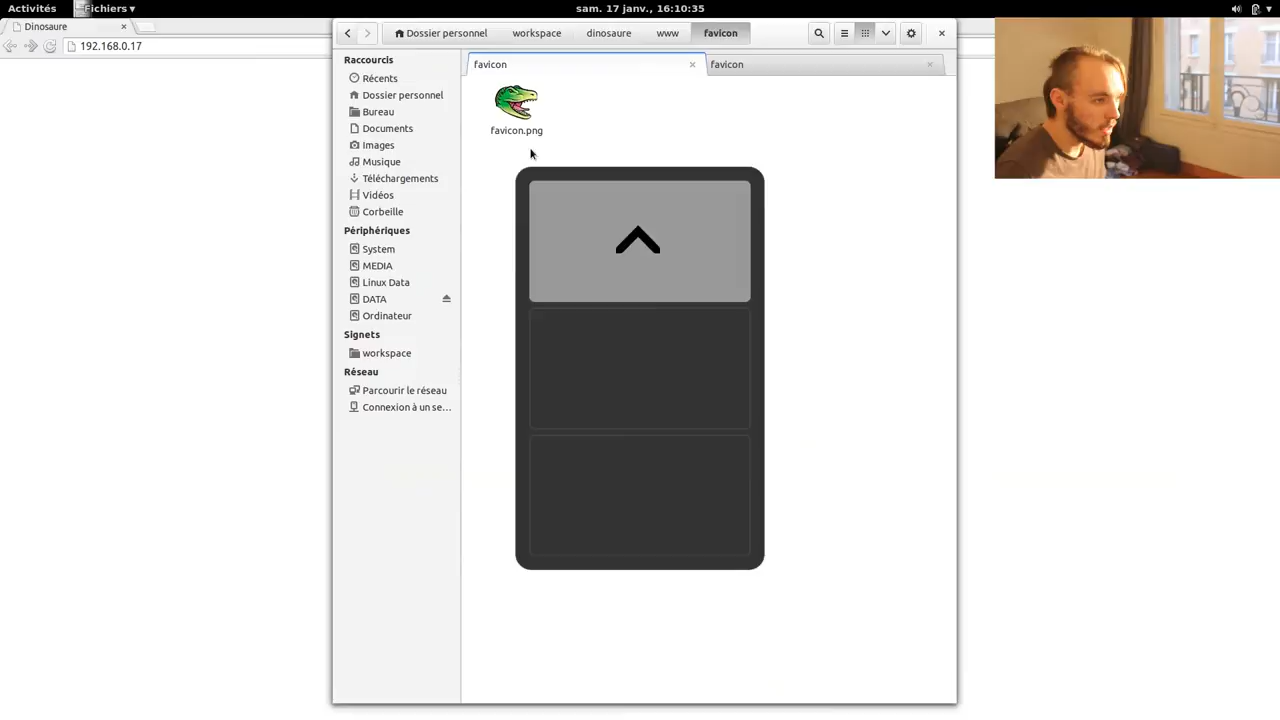 Activités
Fichiers ▾
sam. 17 janv., 16:10:35
Dinosaure
192.168.0.17
Dossier personnel
workspace
dinosaure
www
favicon
Raccourcis
Récents
Dossier personnel
Bureau
Documents
Images
Musique
Téléchargements
Vidéos
Corbeille
Périphériques
System
MEDIA
Linux Data
DATA
Ordinateur
Signets
workspace
Réseau
Parcourir le réseau
Connexion à un se…
favicon
favicon
favicon.png